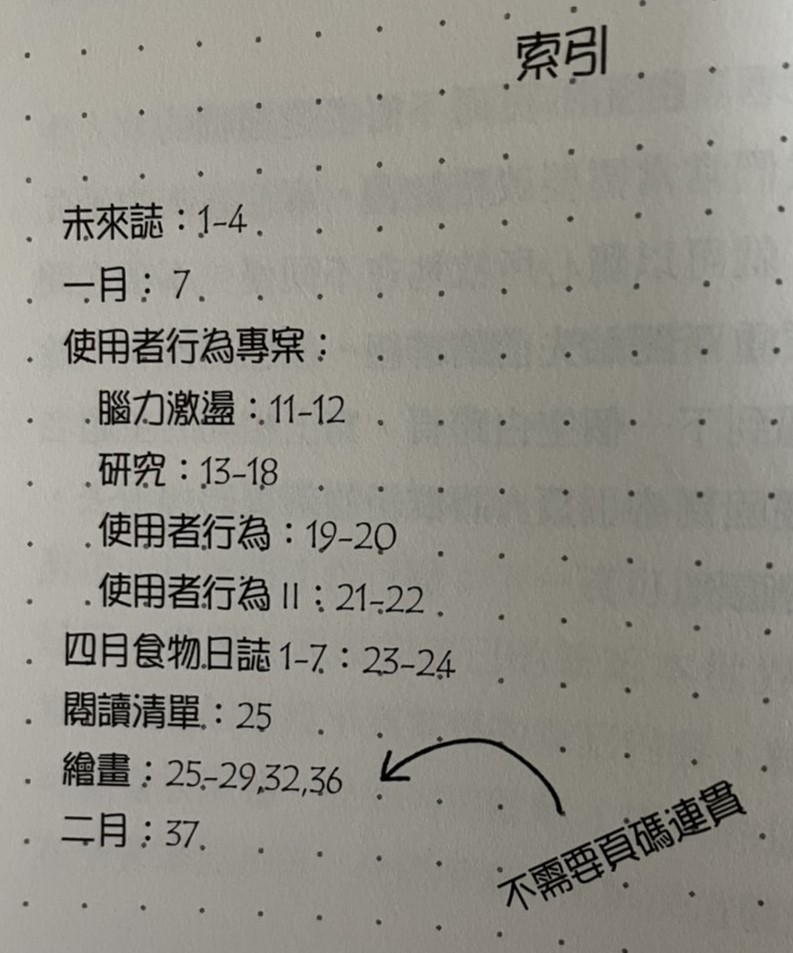 索引
未來誌：1-4
一月：7
使用者行為專案：
腦力激盪：11-12
研究：13-18
使用者行為：19-20
使用者行為 II：21-22
四月食物日誌 1-7：23-24
閱讀清單：25
繪畫：25-29,32,36
二月：37
不需要頁碼連貫